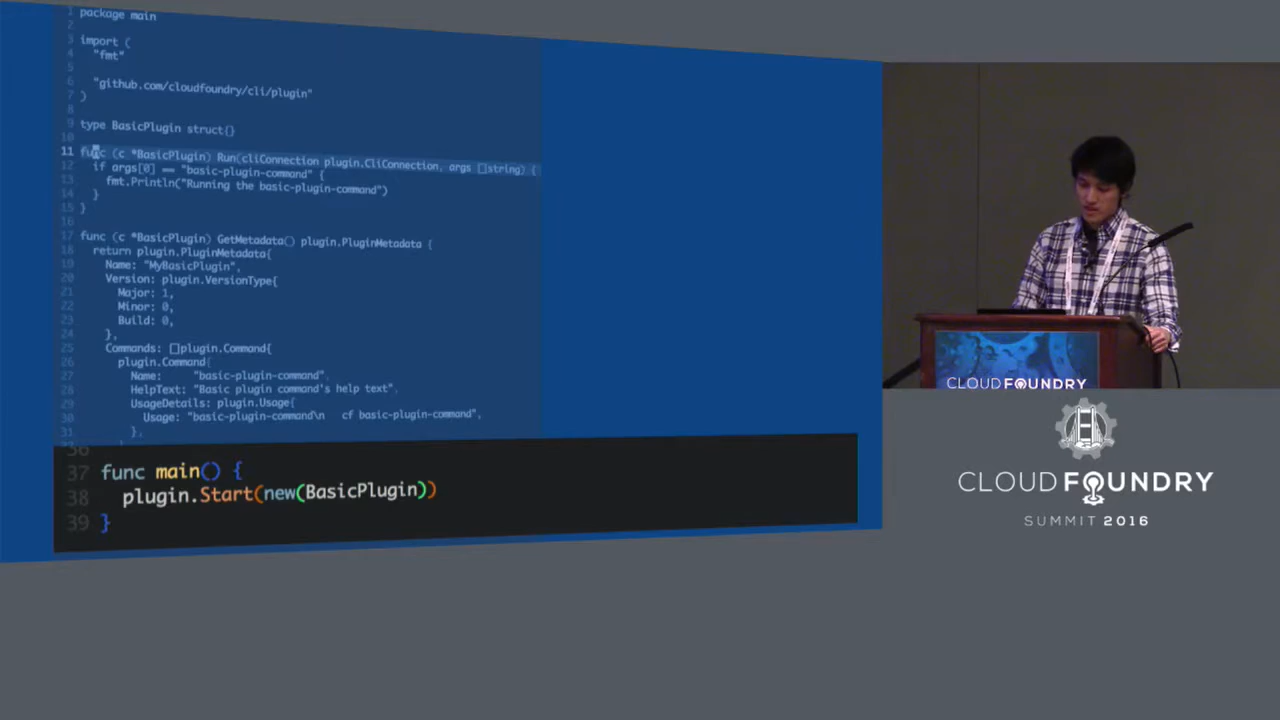 1 package main
2
3 import (
4 "fmt"
5
6 "github.com/cloudfoundry/cli/plugin"
7 )
8
9 type BasicPlugin struct{}
10
11 func (c *BasicPlugin) Run(cliConnection plugin.CliConnection, args []string) {
12 if args[0] == "basic-plugin-command" {
13 fmt.Println("Running the basic-plugin-command")
14 }
15 }
16
17 func (c *BasicPlugin) GetMetadata() plugin.PluginMetadata {
18 return plugin.PluginMetadata{
19 Name: "MyBasicPlugin",
20 Version: plugin.VersionType{
21 Major: 1,
22 Minor: 0,
23 Build: 0,
24 },
25 Commands: []plugin.Command{
26 plugin.Command{
27 Name: "basic-plugin-command",
28 HelpText: "Basic plugin command's help text",
29 UsageDetails: plugin.Usage{
30 Usage: "basic-plugin-command\n cf basic-plugin-command",
31 },
36
37 func main() {
38 plugin.Start(new(BasicPlugin))
39 }
CLOUD FOUNDRY
CLOUD FOUNDRY
SUMMIT 2016